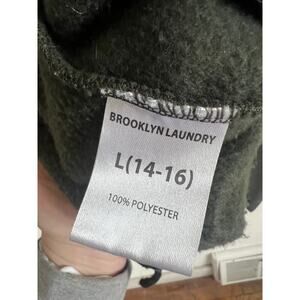 BROOKLYN LAUNDRY
L(14-16)
100% POLYESTER